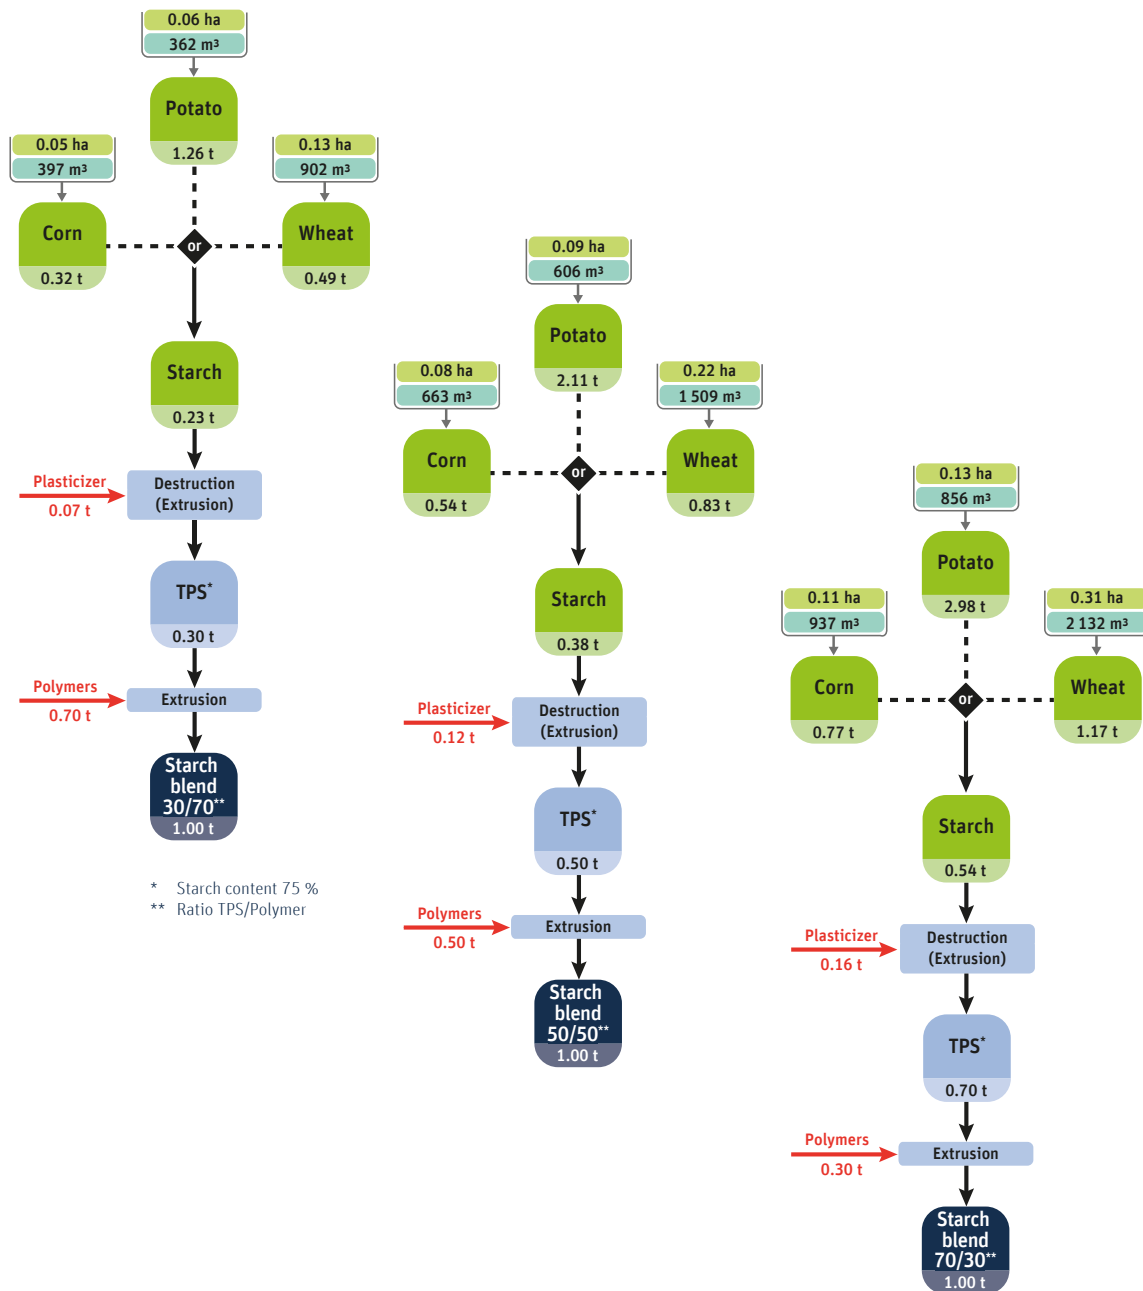 0.06 ha
362 m³
Potato
1.26 t
0.05 ha
397 m³
Corn
0.32 t
0.13 ha
902 m³
Wheat
0.49 t
or
Starch
0.23 t
Plasticizer
0.07 t
Destruction
(Extrusion)
TPS*
0.30 t
Polymers
0.70 t
Extrusion
Starch
blend
30/70**
1.00 t
* Starch content 75 %
** Ratio TPS/Polymer
0.09 ha
606 m³
Potato
2.11 t
0.08 ha
663 m³
Corn
0.54 t
0.22 ha
1 509 m³
Wheat
0.83 t
or
Starch
0.38 t
Plasticizer
0.12 t
Destruction
(Extrusion)
TPS*
0.50 t
Polymers
0.50 t
Extrusion
Starch
blend
50/50**
1.00 t
0.13 ha
856 m³
Potato
2.98 t
0.11 ha
937 m³
Corn
0.77 t
0.31 ha
2 132 m³
Wheat
1.17 t
or
Starch
0.54 t
Plasticizer
0.16 t
Destruction
(Extrusion)
TPS*
0.70 t
Polymers
0.30 t
Extrusion
Starch
blend
70/30**
1.00 t